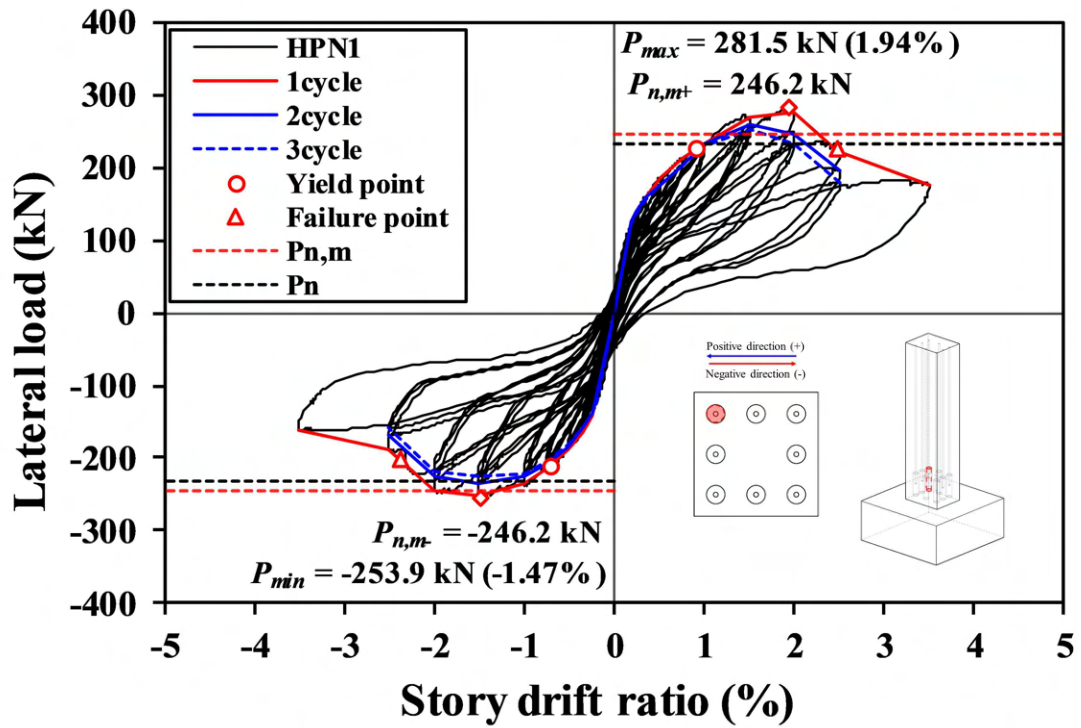 400
300
200
100
0
-100
-200
-300
-400
Lateral load (kN)
HPN1
1cycle
2cycle
3cycle
Yield point
Failure point
Pn,m
Pn
Pmax = 281.5 kN (1.94%)
Pn,m+ = 246.2 kN
Positive direction (+)
Negative direction (-)
Pn,m- = -246.2 kN
Pmin = -253.9 kN (-1.47%)
-5 -4 -3 -2 -1 0 1 2 3 4 5
Story drift ratio (%)